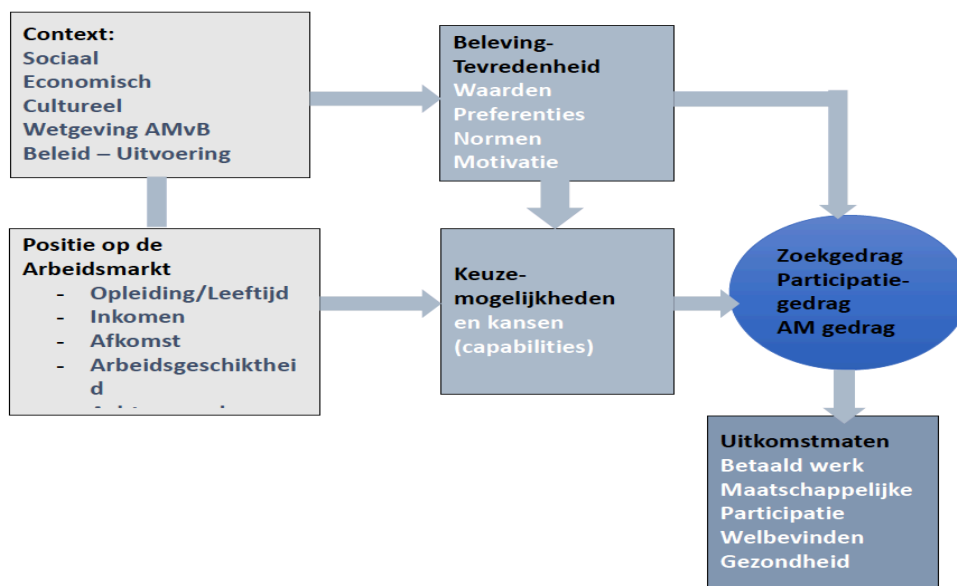 Context:
Sociaal
Economisch
Cultureel
Wetgeving AMvB
Beleid – Uitvoering
Beleving-
Tevredenheid
Waarden
Preferenties
Normen
Motivatie
Positie op de
Arbeidsmarkt
- Opleiding/Leeftijd
- Inkomen
- Afkomst
- Arbeidsgeschikthei
d
Keuze-
mogelijkheden
en kansen
(capabilities)
Zoekgedrag
Participatie-
gedrag
AM gedrag
Uitkomstmaten
Betaald werk
Maatschappelijke
Participatie
Welbevinden
Gezondheid